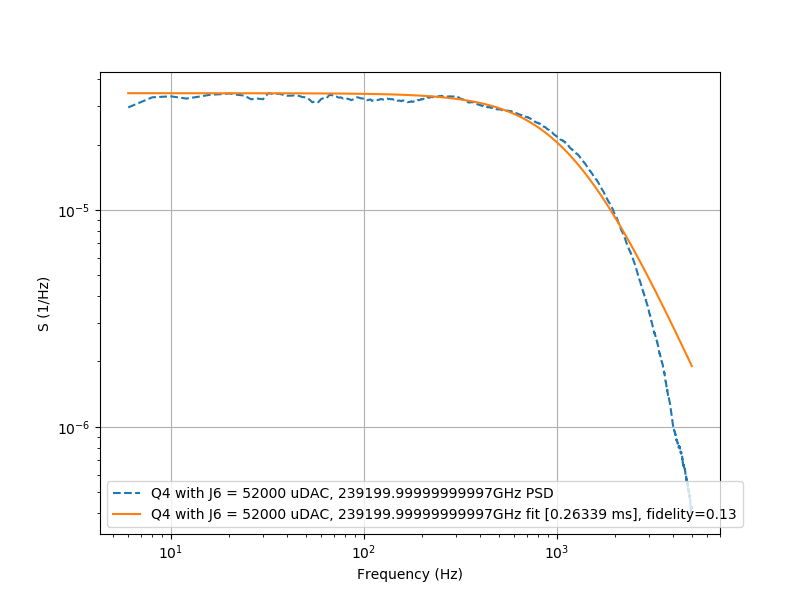 S (1/Hz)
10⁻⁵
10⁻⁶
Q4 with J6 = 52000 uDAC, 239199.99999999997GHz PSD
Q4 with J6 = 52000 uDAC, 239199.99999999997GHz fit [0.26339 ms], fidelity=0.13
10¹
10²
10³
Frequency (Hz)